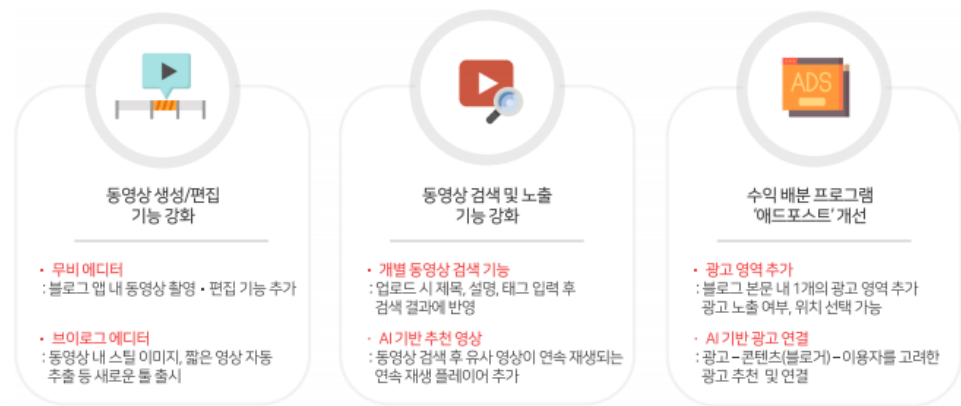 동영상 생성/편집
기능 강화
• 무비 에디터
: 블로그 앱 내 동영상 촬영 • 편집 기능 추가
• 브이로그 에디터
: 동영상 내 스틸 이미지, 짧은 영상 자동
추출 등 새로운 툴 출시
동영상 검색 및 노출
기능 강화
• 개별 동영상 검색 기능
: 업로드 시 제목, 설명, 태그 입력 후
검색 결과에 반영
· AI 기반 추천 영상
: 동영상 검색 후 유사 영상이 연속 재생되는
연속 재생 플레이어 추가
ADS
수익 배분 프로그램
‘애드포스트’ 개선
• 광고 영역 추가
: 블로그 본문 내 1개의 광고 영역 추가
광고 노출 여부, 위치 선택 가능
· AI 기반 광고 연결
: 광고 – 콘텐츠(블로거) – 이용자를 고려한
광고 추천 및 연결